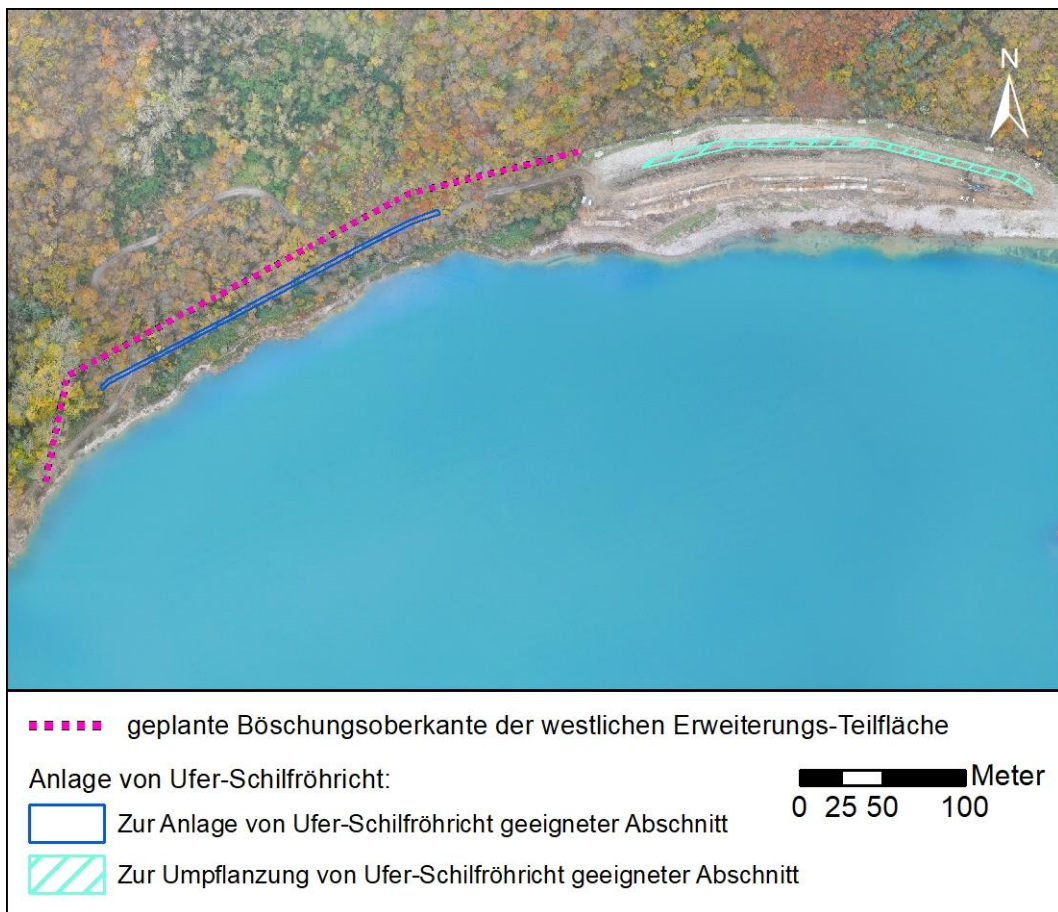 N
geplante Böschungsoberkante der westlichen Erweiterungs-Teilfläche
Anlage von Ufer-Schilfröhricht:
Meter
0 25 50 100
Zur Anlage von Ufer-Schilfröhricht geeigneter Abschnitt
Zur Umpflanzung von Ufer-Schilfröhricht geeigneter Abschnitt